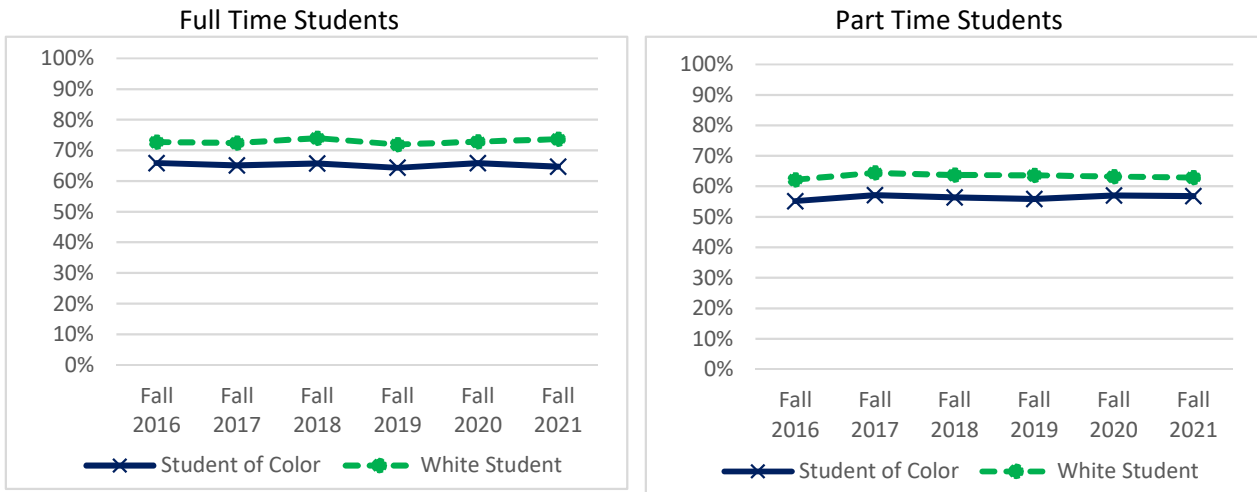 Full Time Students
100%
90%
80%
70%
60%
50%
40%
30%
20%
10%
0%
Fall Fall Fall Fall Fall Fall
2016 2017 2018 2019 2020 2021
Student of Color White Student
Part Time Students
100%
90%
80%
70%
60%
50%
40%
30%
20%
10%
0%
Fall Fall Fall Fall Fall Fall
2016 2017 2018 2019 2020 2021
Student of Color White Student